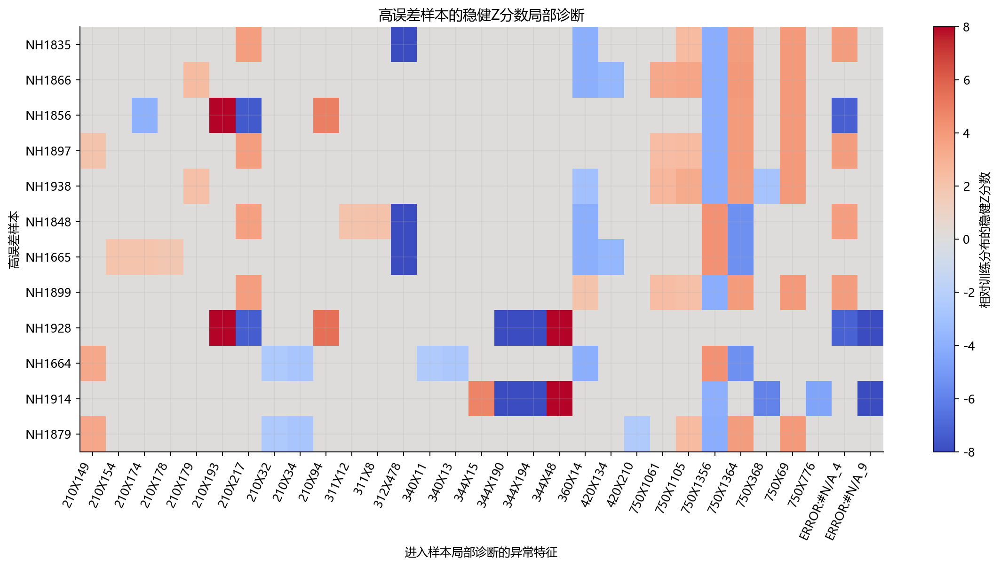 高误差样本的稳健Z分数局部诊断
高误差样本
NH1835
NH1866
NH1856
NH1897
NH1938
NH1848
NH1665
NH1899
NH1928
NH1664
NH1914
NH1879
210X149
210X154
210X174
210X178
210X179
210X193
210X217
210X32
210X34
210X94
311X12
311X8
312X478
340X11
340X13
344X15
344X190
344X194
344X48
360X14
420X134
420X210
750X1061
750X1105
750X1356
750X1364
750X368
750X69
750X776
ERROR:#N/A_4
ERROR:#N/A_9
进入样本局部诊断的异常特征
8
6
4
2
0
-2
-4
-6
-8
相对训练分布的稳健Z分数